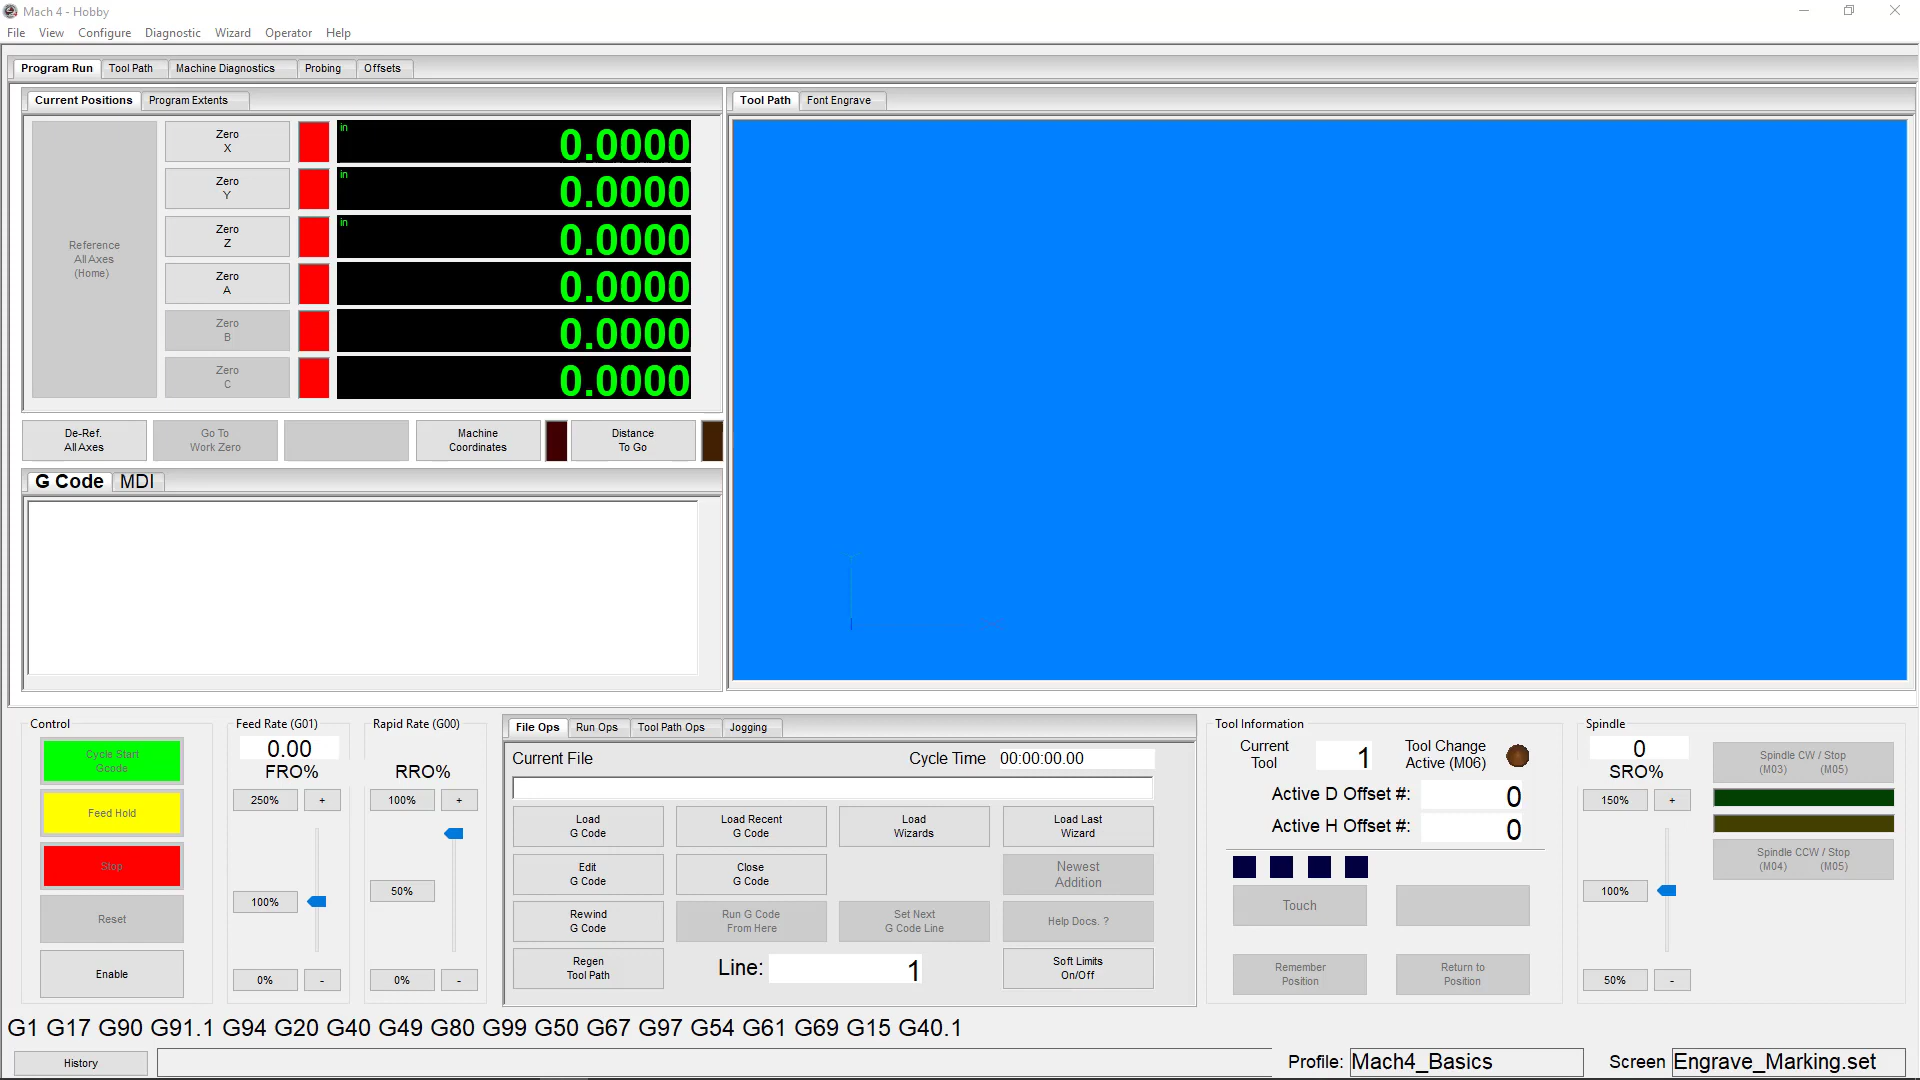 Mach 4 - Hobby
File View Configure Diagnostic Wizard Operator Help
Program Run Tool Path Machine Diagnostics Probing Offsets
Current Positions Program Extents
Tool Path Font Engrave
Reference
All Axes
(Home)
Zero
X
in
0.0000
Zero
Y
in
0.0000
Zero
Z
in
0.0000
Zero
A
0.0000
Zero
B
0.0000
Zero
C
0.0000
De-Ref.
All Axes
Go To
Work Zero
Machine
Coordinates
Distance
To Go
G Code MDI
Control
Cycle Start
Gcode
Feed Hold
Stop
Reset
Enable
Feed Rate (G01)
0.00
FRO%
250% +
100%
0% -
Rapid Rate (G00)
RRO%
100% +
50%
0% -
File Ops Run Ops Tool Path Ops Jogging
Current File Cycle Time 00:00:00.00
Load
G Code
Load Recent
G Code
Load
Wizards
Load Last
Wizard
Edit
G Code
Close
G Code
Newest
Addition
Rewind
G Code
Run G Code
From Here
Set Next
G Code Line
Help Docs. ?
Regen
Tool Path
Line: 1
Soft Limits
On/Off
Tool Information
Current
Tool
1
Tool Change
Active (M06)
Active D Offset #: 0
Active H Offset #: 0
Touch
Remember
Position
Return to
Position
Spindle
0
SRO%
150% +
100%
50% -
Spindle CW / Stop
(M03) (M05)
Spindle CCW / Stop
(M04) (M05)
G1 G17 G90 G91.1 G94 G20 G40 G49 G80 G99 G50 G67 G97 G54 G61 G69 G15 G40.1
History
Profile: Mach4_Basics
Screen Engrave_Marking.set